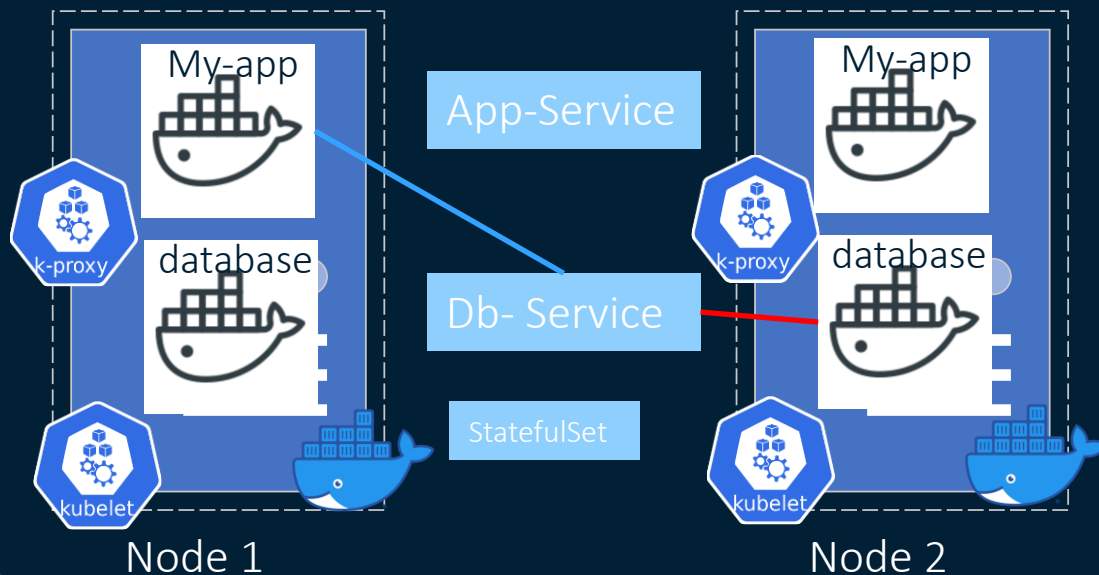 My-app
k-proxy
database
kubelet
Node 1
App-Service
Db- Service
StatefulSet
My-app
k-proxy
database
kubelet
Node 2